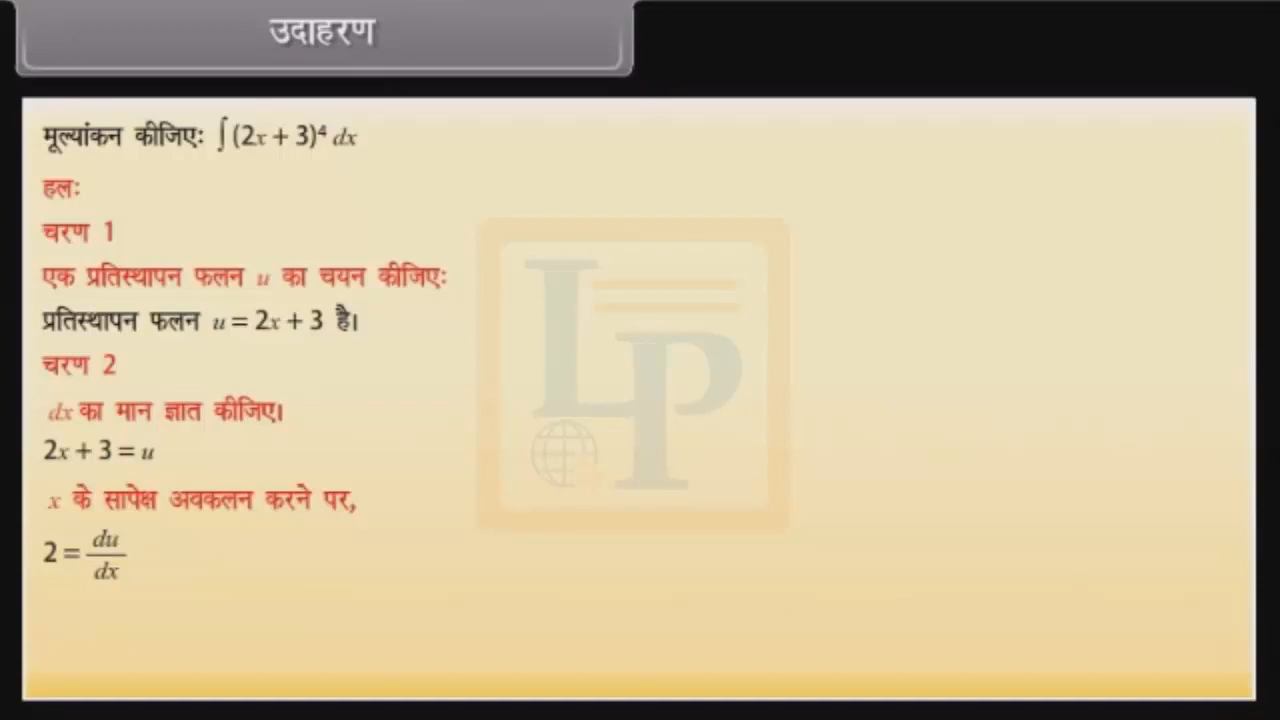 उदाहरण
मूल्यांकन कीजिए: ∫(2x + 3)⁴ dx
हल:
चरण 1
एक प्रतिस्थापन फलन u का चयन कीजिए:
प्रतिस्थापन फलन u = 2x + 3 है।
चरण 2
dx का मान ज्ञात कीजिए।
2x + 3 = u
x के सापेक्ष अवकलन करने पर,
2 = du/dx
LP